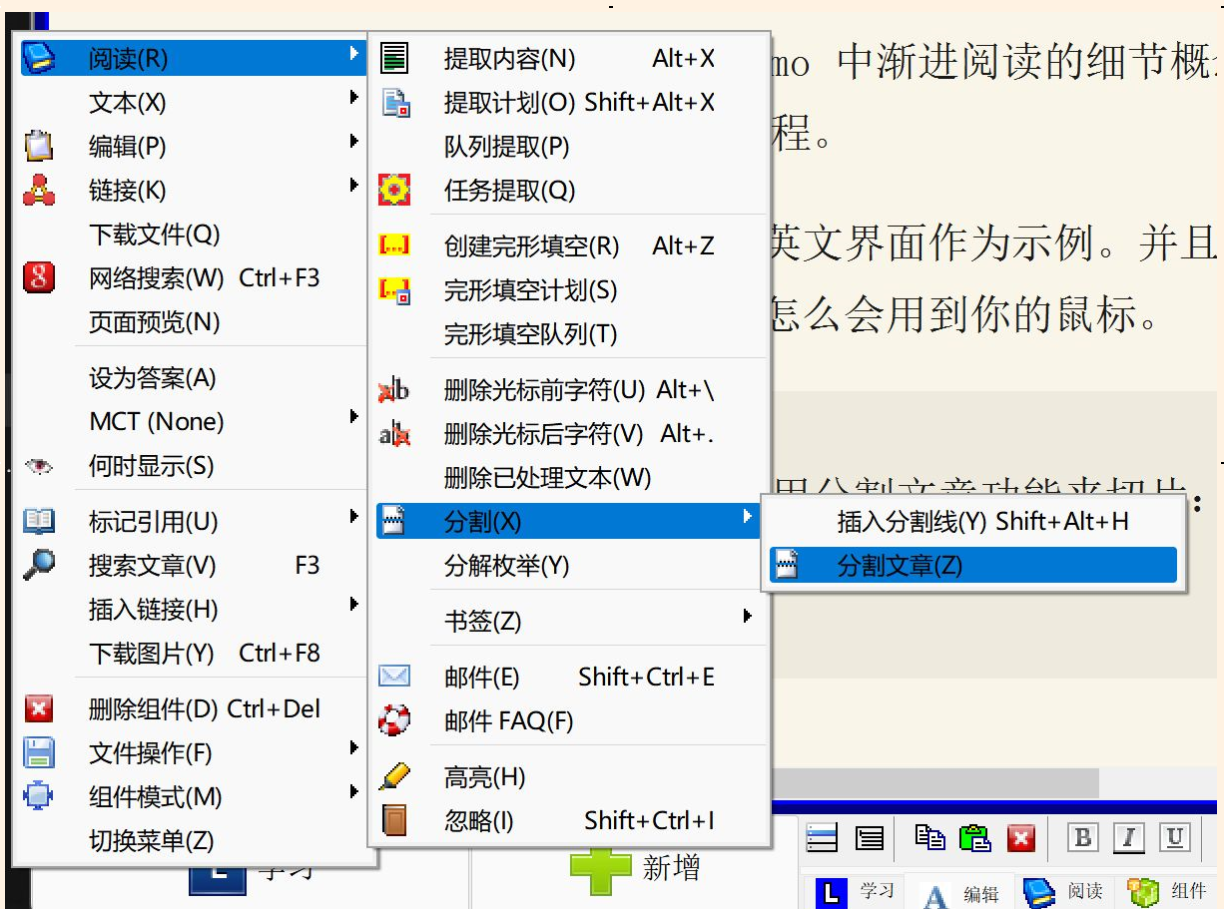 阅读(R)
文本(X)
编辑(P)
链接(K)
下载文件(Q)
网络搜索(W) Ctrl+F3
页面预览(N)
设为答案(A)
MCT (None)
何时显示(S)
标记引用(U)
搜索文章(V) F3
插入链接(H)
下载图片(Y) Ctrl+F8
删除组件(D) Ctrl+Del
文件操作(F)
组件模式(M)
切换菜单(Z)
提取内容(N) Alt+X
提取计划(O) Shift+Alt+X
队列提取(P)
任务提取(Q)
创建完形填空(R) Alt+Z
完形填空计划(S)
完形填空队列(T)
删除光标前字符(U) Alt+\
删除光标后字符(V) Alt+.
删除已处理文本(W)
分割(X)
分解枚举(Y)
书签(Z)
邮件(E) Shift+Ctrl+E
邮件 FAQ(F)
高亮(H)
忽略(I) Shift+Ctrl+I
插入分割线(Y) Shift+Alt+H
分割文章(Z)
mo 中渐进阅读的细节概
程。
英文界面作为示例。并且
怎么会用到你的鼠标。
用分割文章功能来切片:
学习
新增
B I U
L 学习 A 编辑 阅读 组件